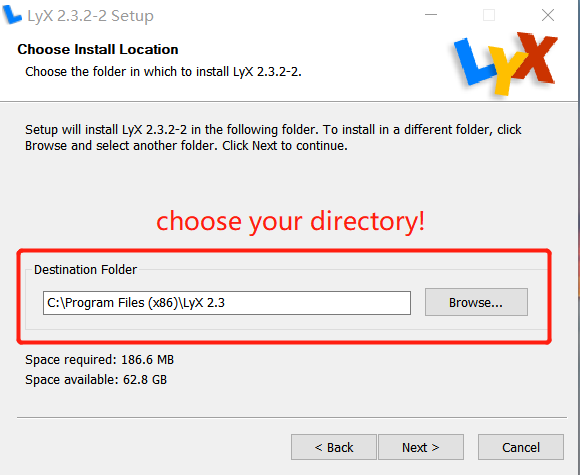 LyX 2.3.2-2 Setup
Choose Install Location
Choose the folder in which to install LyX 2.3.2-2.
LyX
Setup will install LyX 2.3.2-2 in the following folder. To install in a different folder, click
Browse and select another folder. Click Next to continue.
choose your directory!
Destination Folder
C:\Program Files (x86)\LyX 2.3
Browse...
Space required: 186.6 MB
Space available: 62.8 GB
< Back
Next >
Cancel